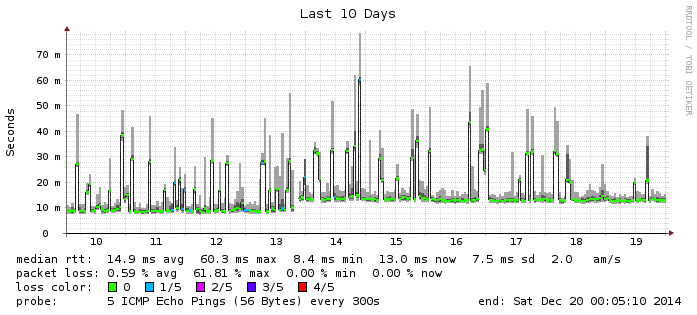 Last 10 Days
RRDTOOL / TOBI OETIKER
Seconds
70 m
60 m
50 m
40 m
30 m
20 m
10 m
0
10 11 12 13 14 15 16 17 18 19
median rtt: 14.9 ms avg 60.3 ms max 8.4 ms min 13.0 ms now 7.5 ms sd 2.0 am/s
packet loss: 0.59 % avg 61.81 % max 0.00 % min 0.00 % now
loss color: 0 1/5 2/5 3/5 4/5
probe: 5 ICMP Echo Pings (56 Bytes) every 300s end: Sat Dec 20 00:05:10 2014